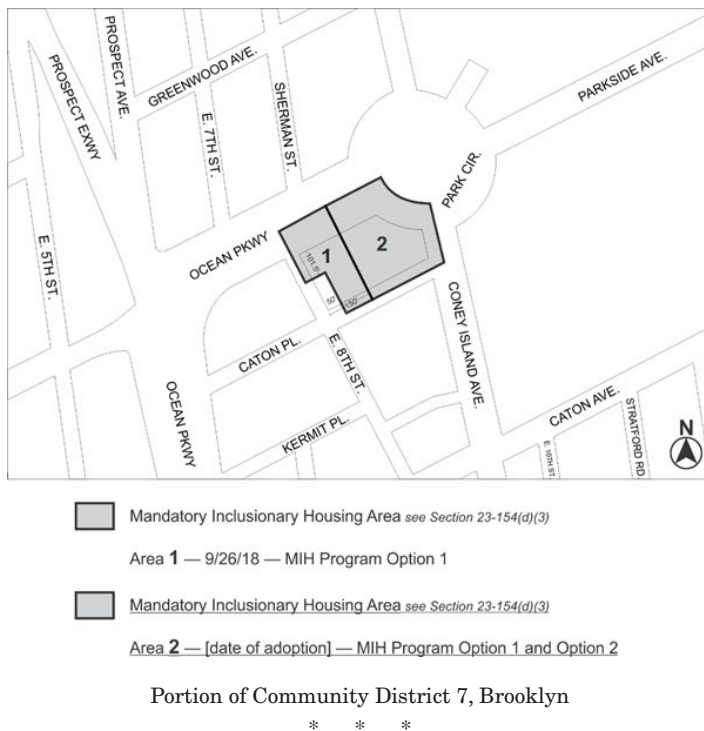 PROSPECT EXWY
PROSPECT AVE.
GREENWOOD AVE.
E. 7TH ST.
SHERMAN ST.
PARKSIDE AVE.
PARK CIR.
E. 5TH ST.
OCEAN PKWY
1
2
101.5'
50'
150'
CATON PL.
E. 8TH ST.
CONEY ISLAND AVE.
OCEAN PKWY
KERMIT PL.
CATON AVE.
E. 10TH ST.
STRATFORD RD.
N
Mandatory Inclusionary Housing Area see Section 23-154(d)(3)
Area 1 — 9/26/18 — MIH Program Option 1
Mandatory Inclusionary Housing Area see Section 23-154(d)(3)
Area 2 — [date of adoption] — MIH Program Option 1 and Option 2
Portion of Community District 7, Brooklyn
* * *